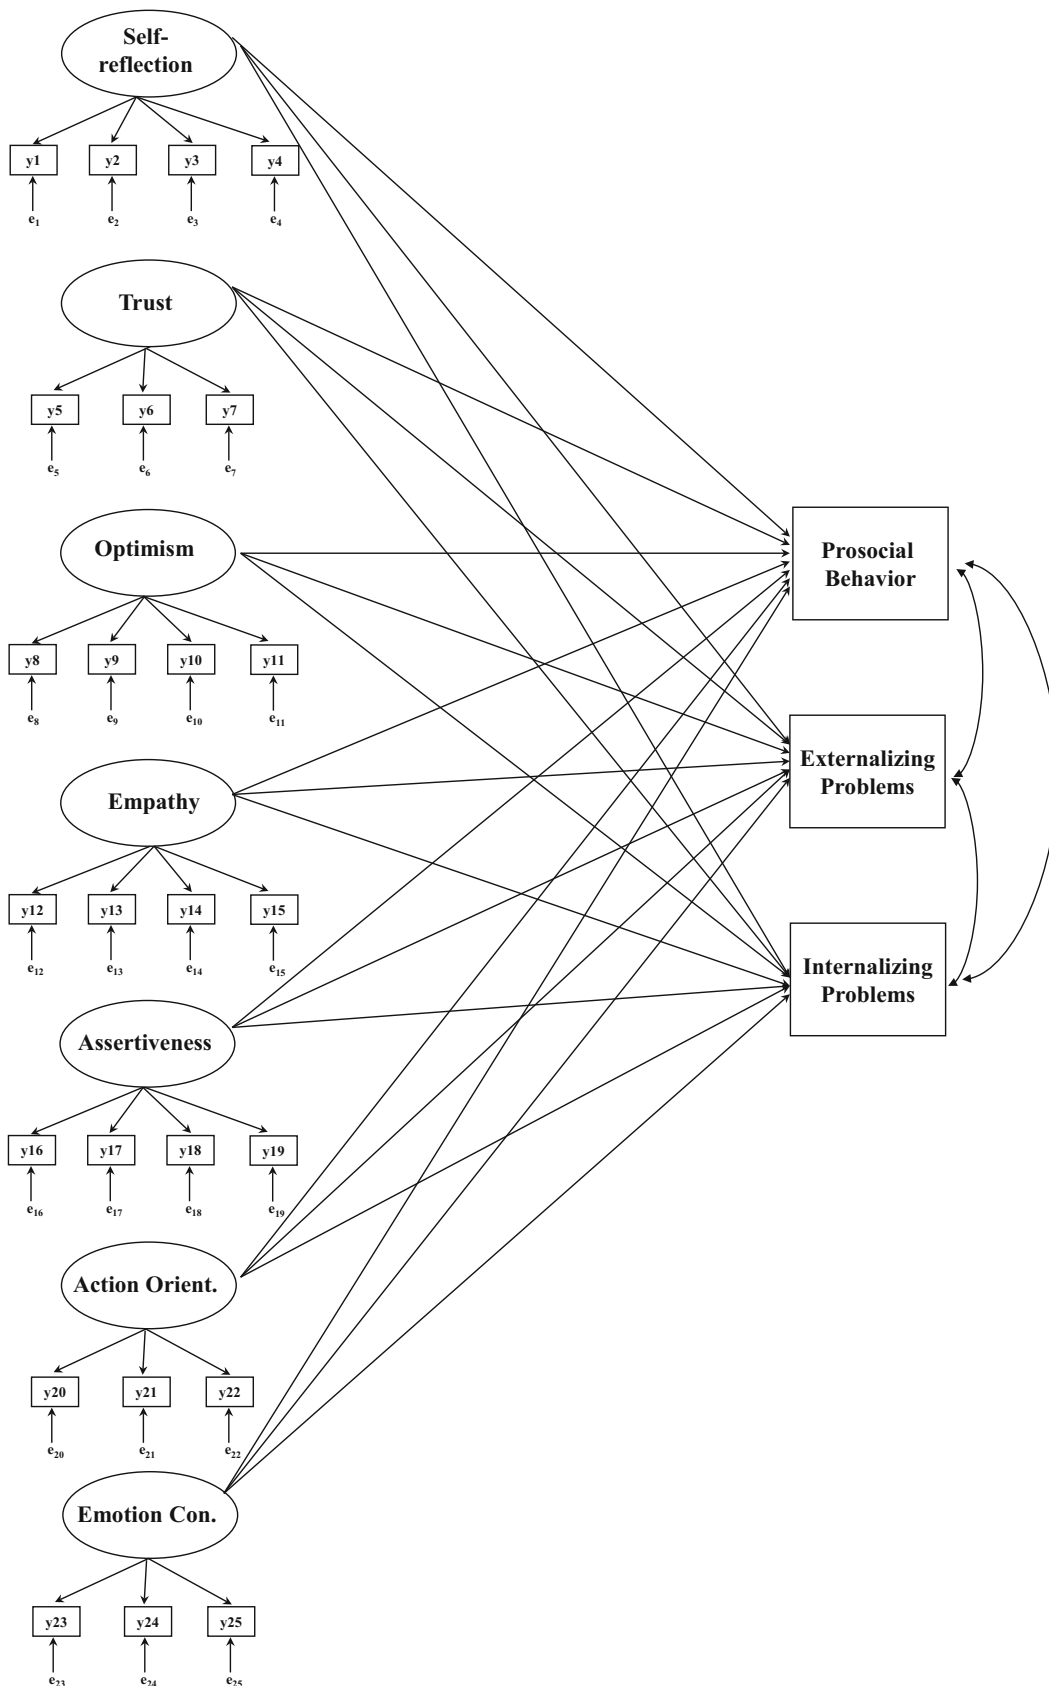 Self-
reflection
y1 y2 y3 y4
e1 e2 e3 e4
Trust
y5 y6 y7
e5 e6 e7
Optimism
Prosocial
Behavior
y8 y9 y10 y11
e8 e9 e10 e11
Externalizing
Problems
Empathy
y12 y13 y14 y15
e12 e13 e14 e15
Internalizing
Problems
Assertiveness
y16 y17 y18 y19
e16 e17 e18 e19
Action Orient.
y20 y21 y22
e20 e21 e22
Emotion Con.
y23 y24 y25
e23 e24 e25